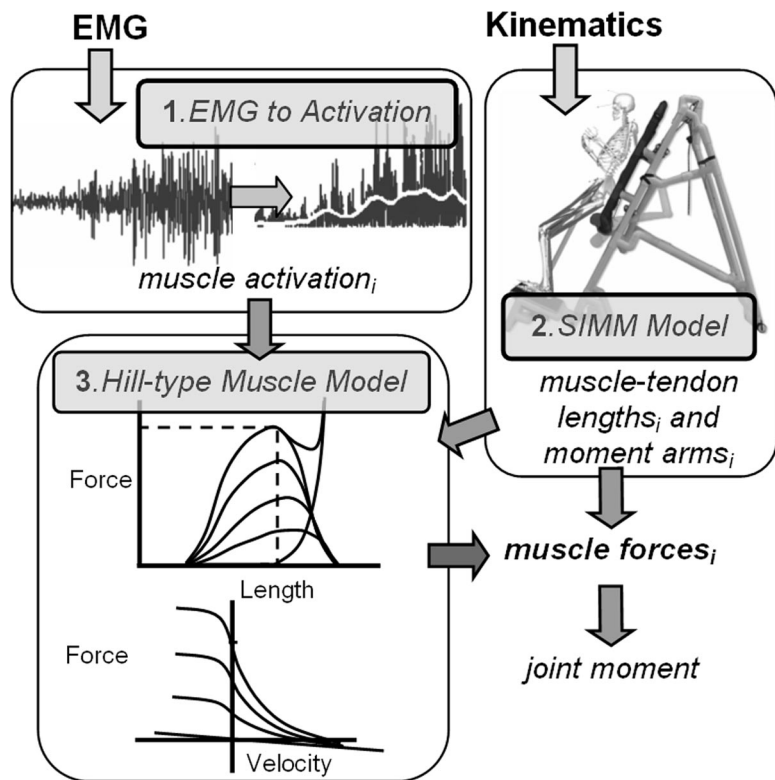 EMG
Kinematics
1.EMG to Activation
muscle activationi
2.SIMM Model
muscle-tendon
lengthsi and
moment armsi
3.Hill-type Muscle Model
Force
Length
Force
Velocity
muscle forcesi
joint moment